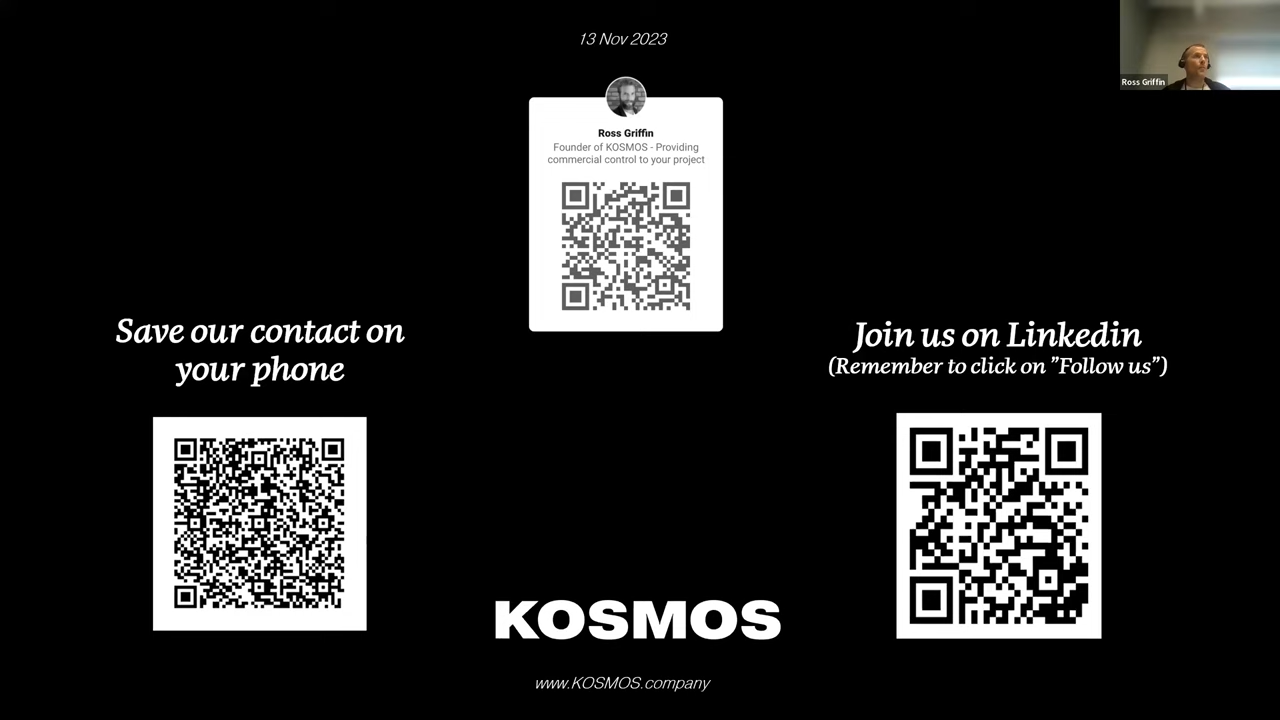 13 Nov 2023
Ross Griffin
Ross Griffin
Founder of KOSMOS - Providing
commercial control to your project
Save our contact on
your phone
Join us on Linkedin
(Remember to click on "Follow us")
KOSMOS
www.KOSMOS.company